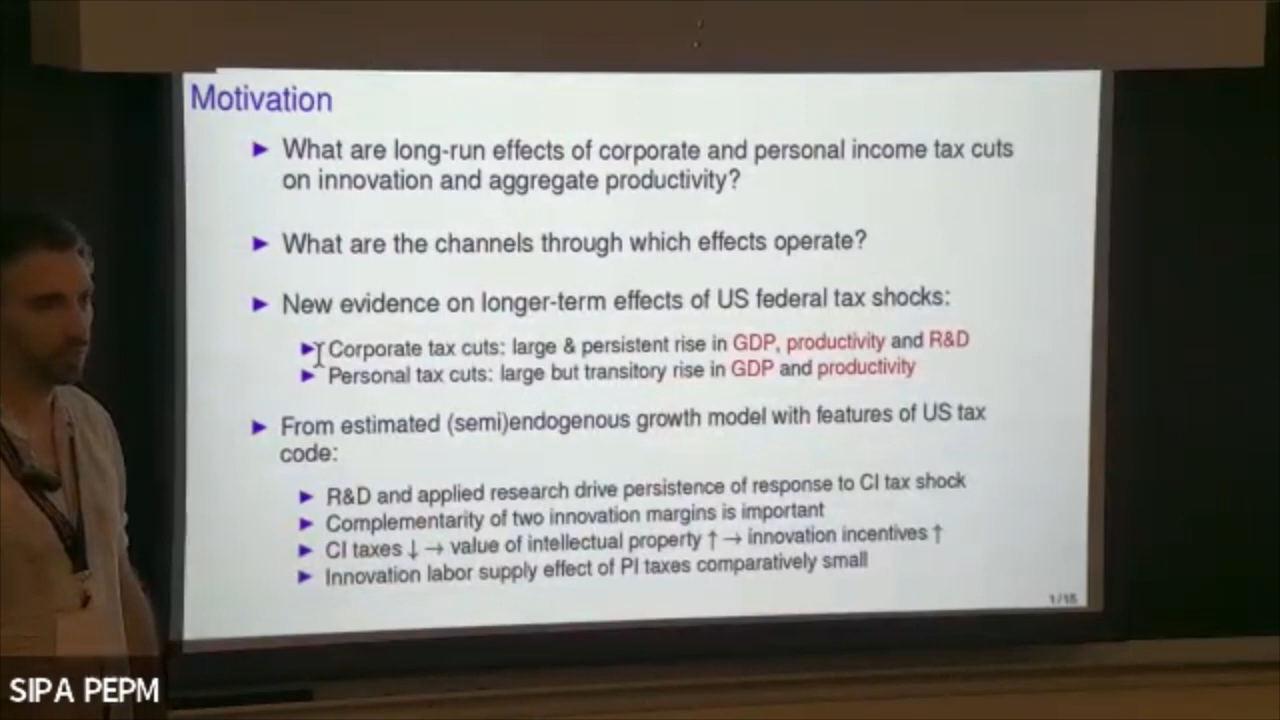 Motivation
► What are long-run effects of corporate and personal income tax cuts
on innovation and aggregate productivity?
► What are the channels through which effects operate?
► New evidence on longer-term effects of US federal tax shocks:
► Corporate tax cuts: large & persistent rise in GDP, productivity and R&D
► Personal tax cuts: large but transitory rise in GDP and productivity
► From estimated (semi)endogenous growth model with features of US tax
code:
► R&D and applied research drive persistence of response to CI tax shock
► Complementarity of two innovation margins is important
► CI taxes ↓ → value of intellectual property ↑ → innovation incentives ↑
► Innovation labor supply effect of PI taxes comparatively small
SIPA PEPM